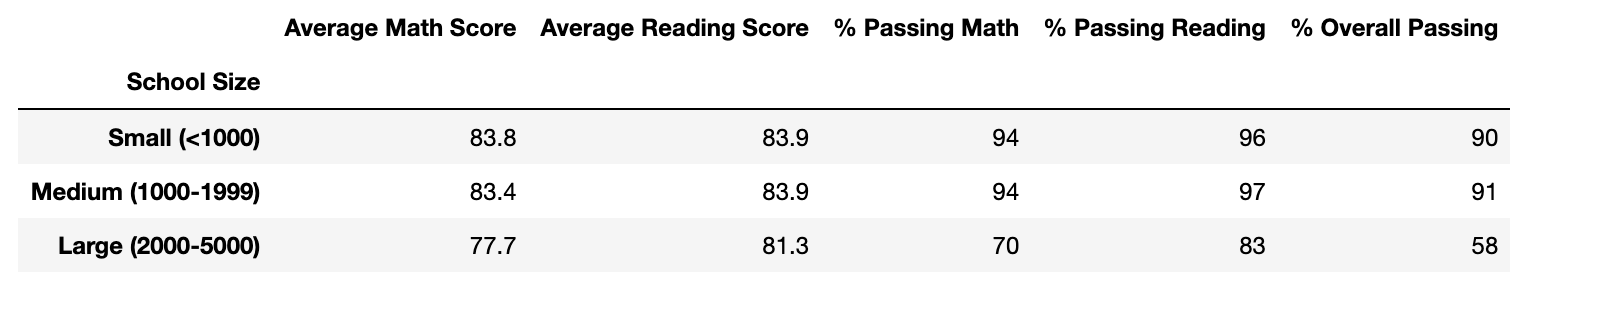 Average Math Score Average Reading Score % Passing Math % Passing Reading % Overall Passing
School Size
Small (<1000) 83.8 83.9 94 96 90
Medium (1000-1999) 83.4 83.9 94 97 91
Large (2000-5000) 77.7 81.3 70 83 58